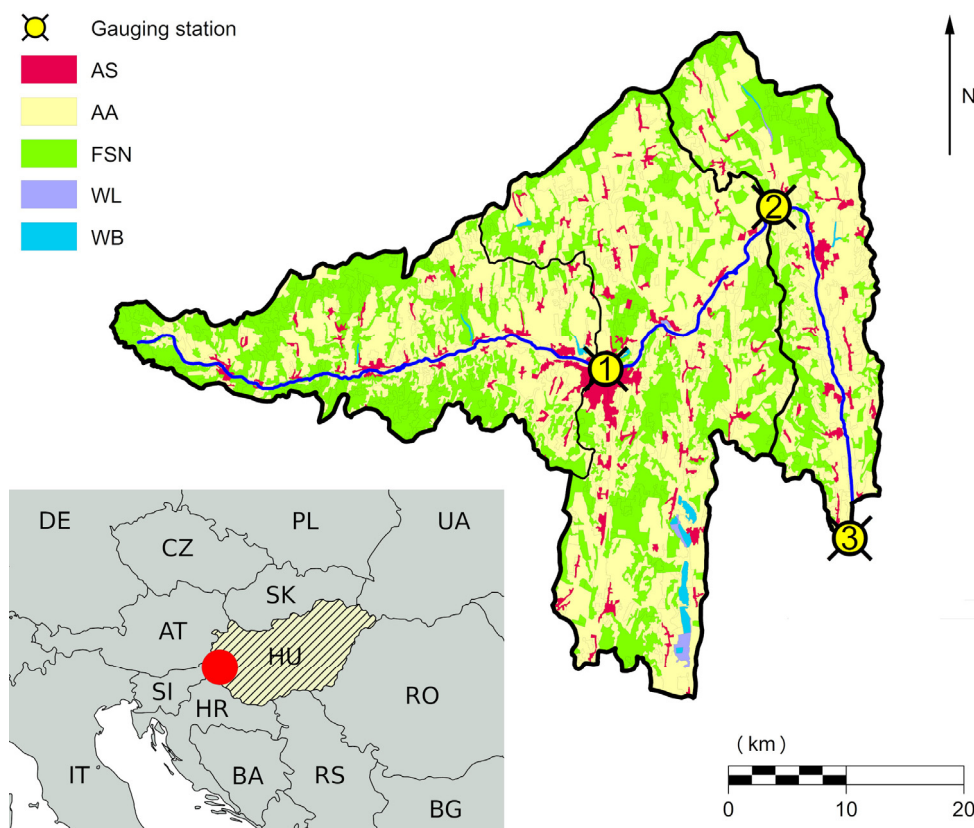 Gauging station
AS
AA
FSN
WL
WB
N
2
1
3
DE
PL
UA
CZ
SK
AT
HU
SI
HR
RO
IT
BA
RS
BG
( km )
0 10 20